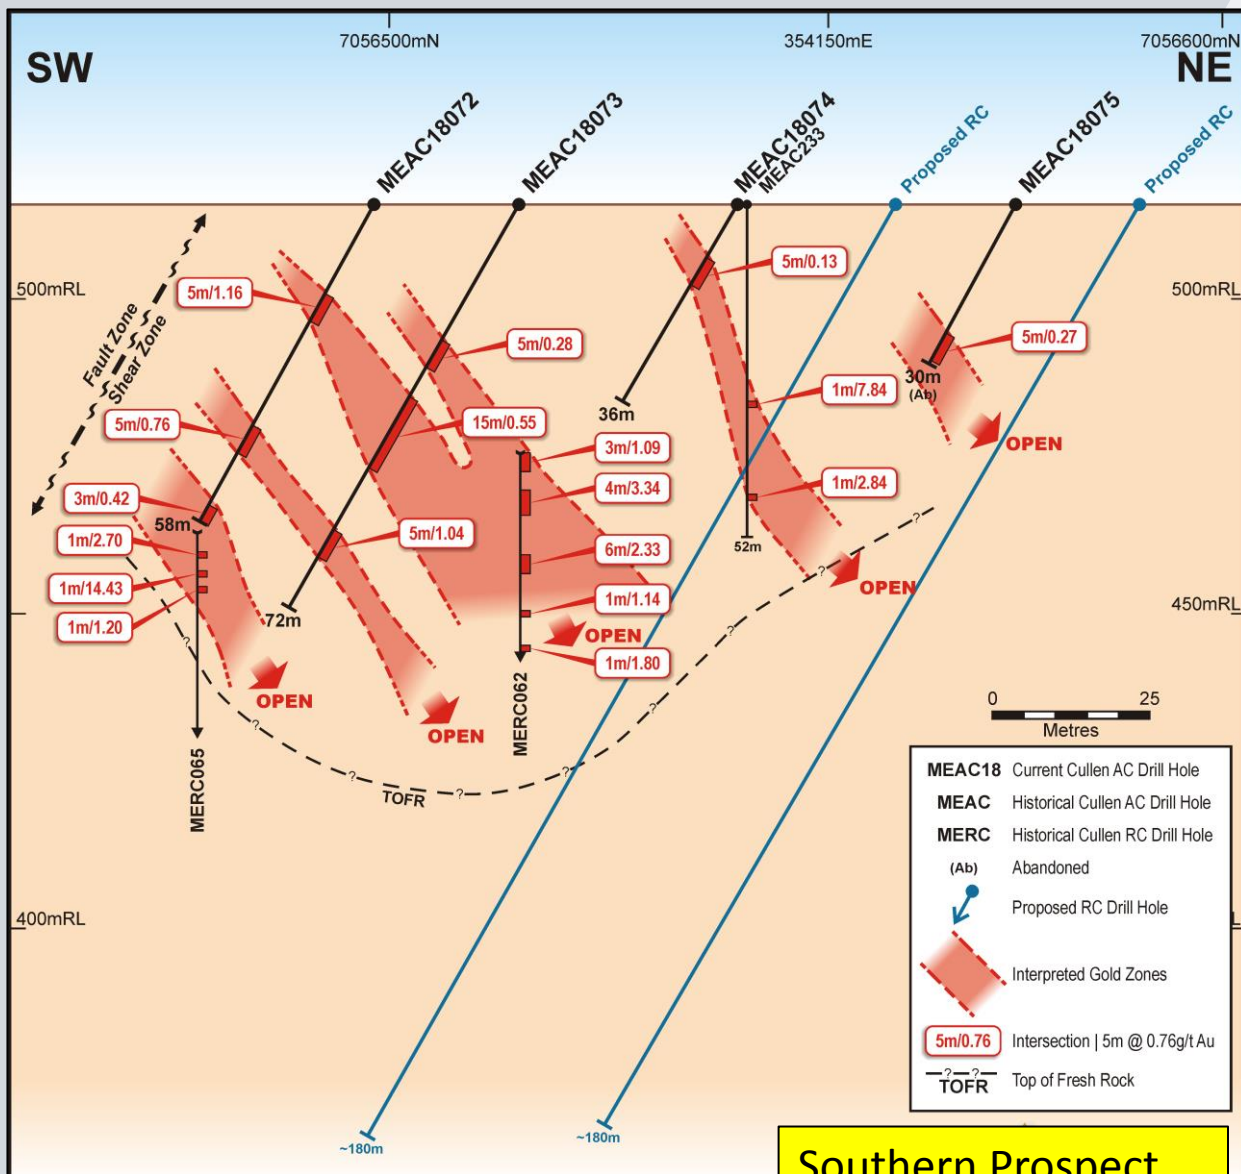 7056500mN
354150mE
7056600mN
SW
NE
MEAC18072
MEAC18073
MEAC18074
MEAC233
Proposed RC
MEAC18075
Proposed RC
500mRL
500mRL
Fault Zone
Shear Zone
5m/1.16
5m/0.28
5m/0.13
5m/0.27
30m
(Ab)
36m
1m/7.84
5m/0.76
15m/0.55
OPEN
3m/1.09
3m/0.42
4m/3.34
1m/2.84
58m
5m/1.04
52m
1m/2.70
6m/2.33
1m/14.43
OPEN
1m/1.20
1m/1.14
450mRL
72m
OPEN
1m/1.80
OPEN
OPEN
MERC062
MERC065
?
?
?
?
?
?
?
?
TOFR
0
25
Metres
MEAC18 Current Cullen AC Drill Hole
MEAC Historical Cullen AC Drill Hole
MERC Historical Cullen RC Drill Hole
(Ab) Abandoned
Proposed RC Drill Hole
Interpreted Gold Zones
5m/0.76 Intersection | 5m @ 0.76g/t Au
?
?
TOFR Top of Fresh Rock
400mRL
~180m
~180m
Southern Prospect